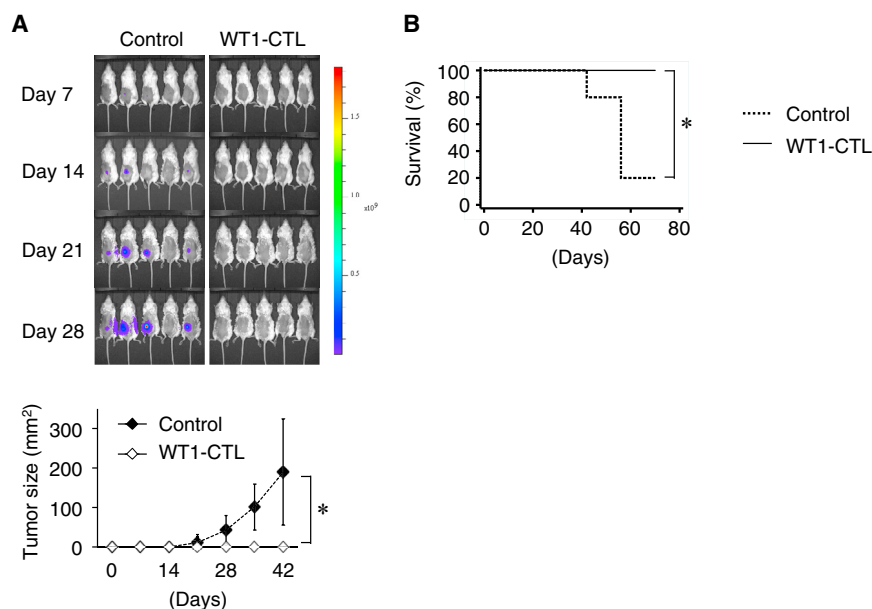 A
Control WT1-CTL
Day 7
Day 14
Day 21
Day 28
1.5
1.0
x10⁹
0.5
Tumor size (mm²)
300
200
100
0
Control
WT1-CTL
*
0 14 28 42
(Days)
B
Survival (%)
100
80
60
40
20
0
*
0 20 40 60 80
(Days)
Control
WT1-CTL